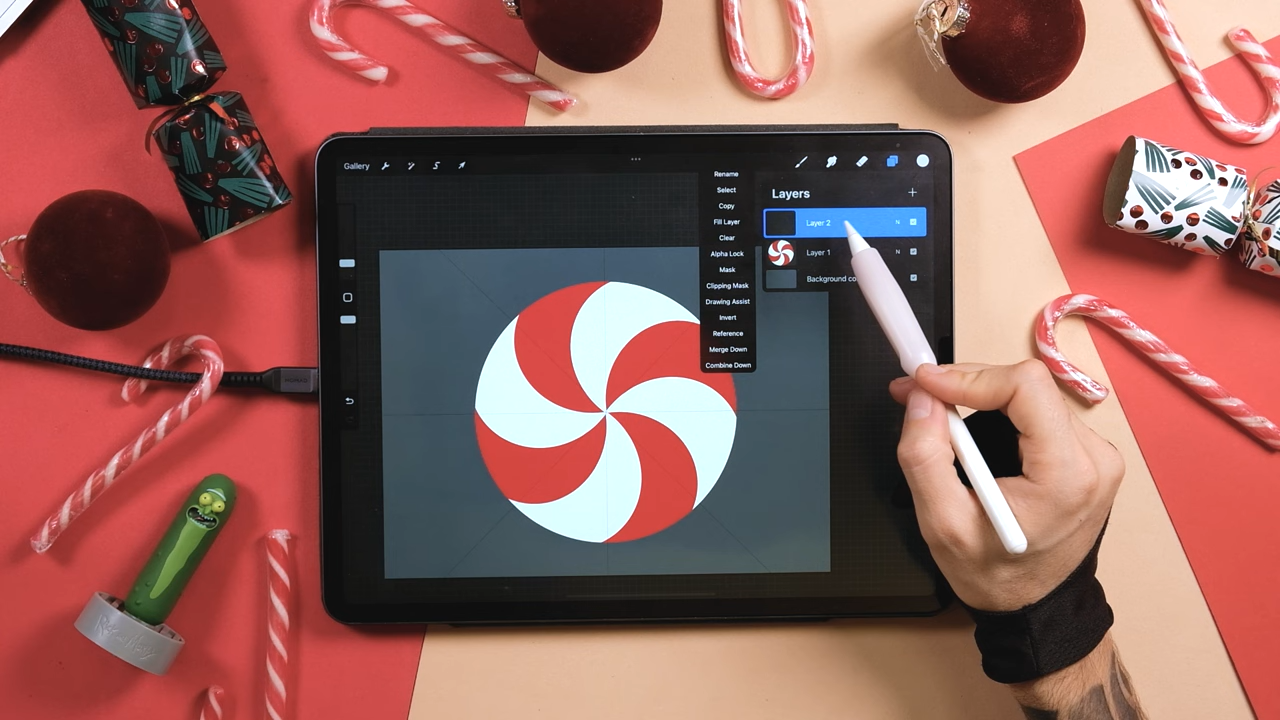 Gallery
Rename
Select
Copy
Fill Layer
Clear
Alpha Lock
Mask
Clipping Mask
Drawing Assist
Invert
Reference
Merge Down
Combine Down
Layers
Layer 2
N
Layer 1
N
Background co